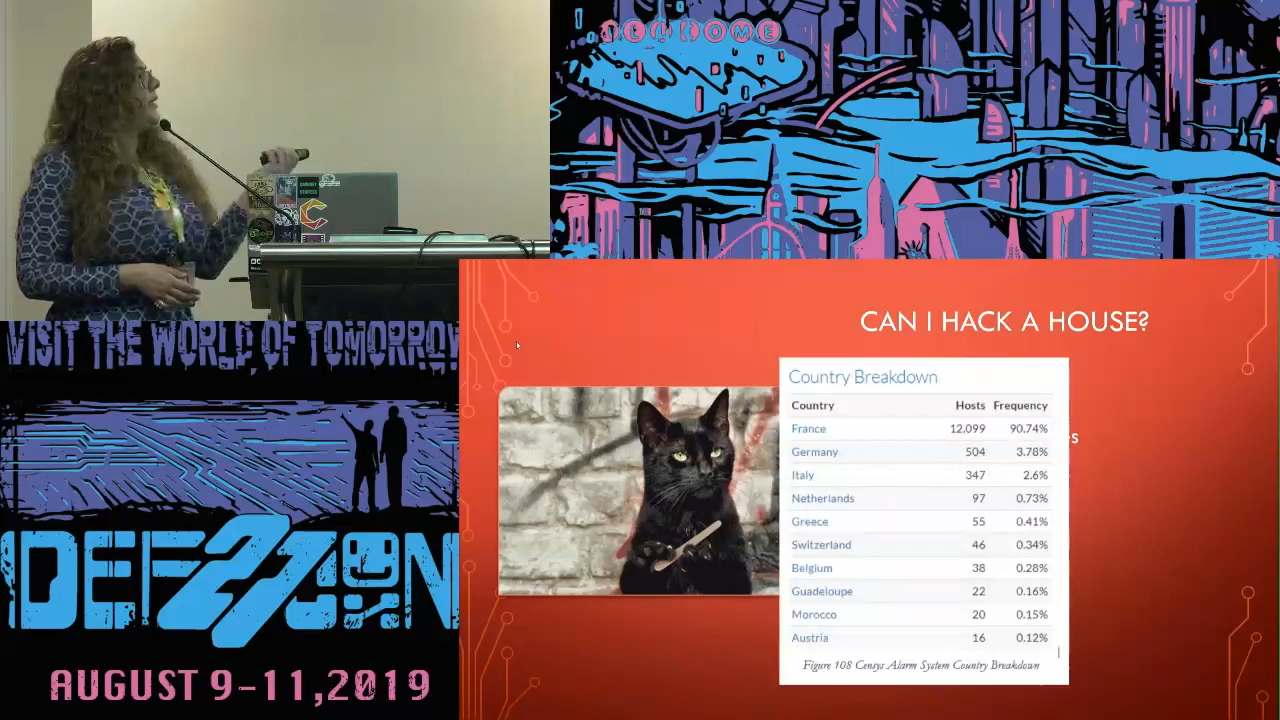 WELCOME
VISIT THE WORLD OF TOMORROW
DEF CON
27
AUGUST 9-11,2019
CAN I HACK A HOUSE?
Country Breakdown
Country Hosts Frequency
France 12,099 90.74%
Germany 504 3.78%
Italy 347 2.6%
Netherlands 97 0.73%
Greece 55 0.41%
Switzerland 46 0.34%
Belgium 38 0.28%
Guadeloupe 22 0.16%
Morocco 20 0.15%
Austria 16 0.12%
Figure 108 Censys Alarm System Country Breakdown